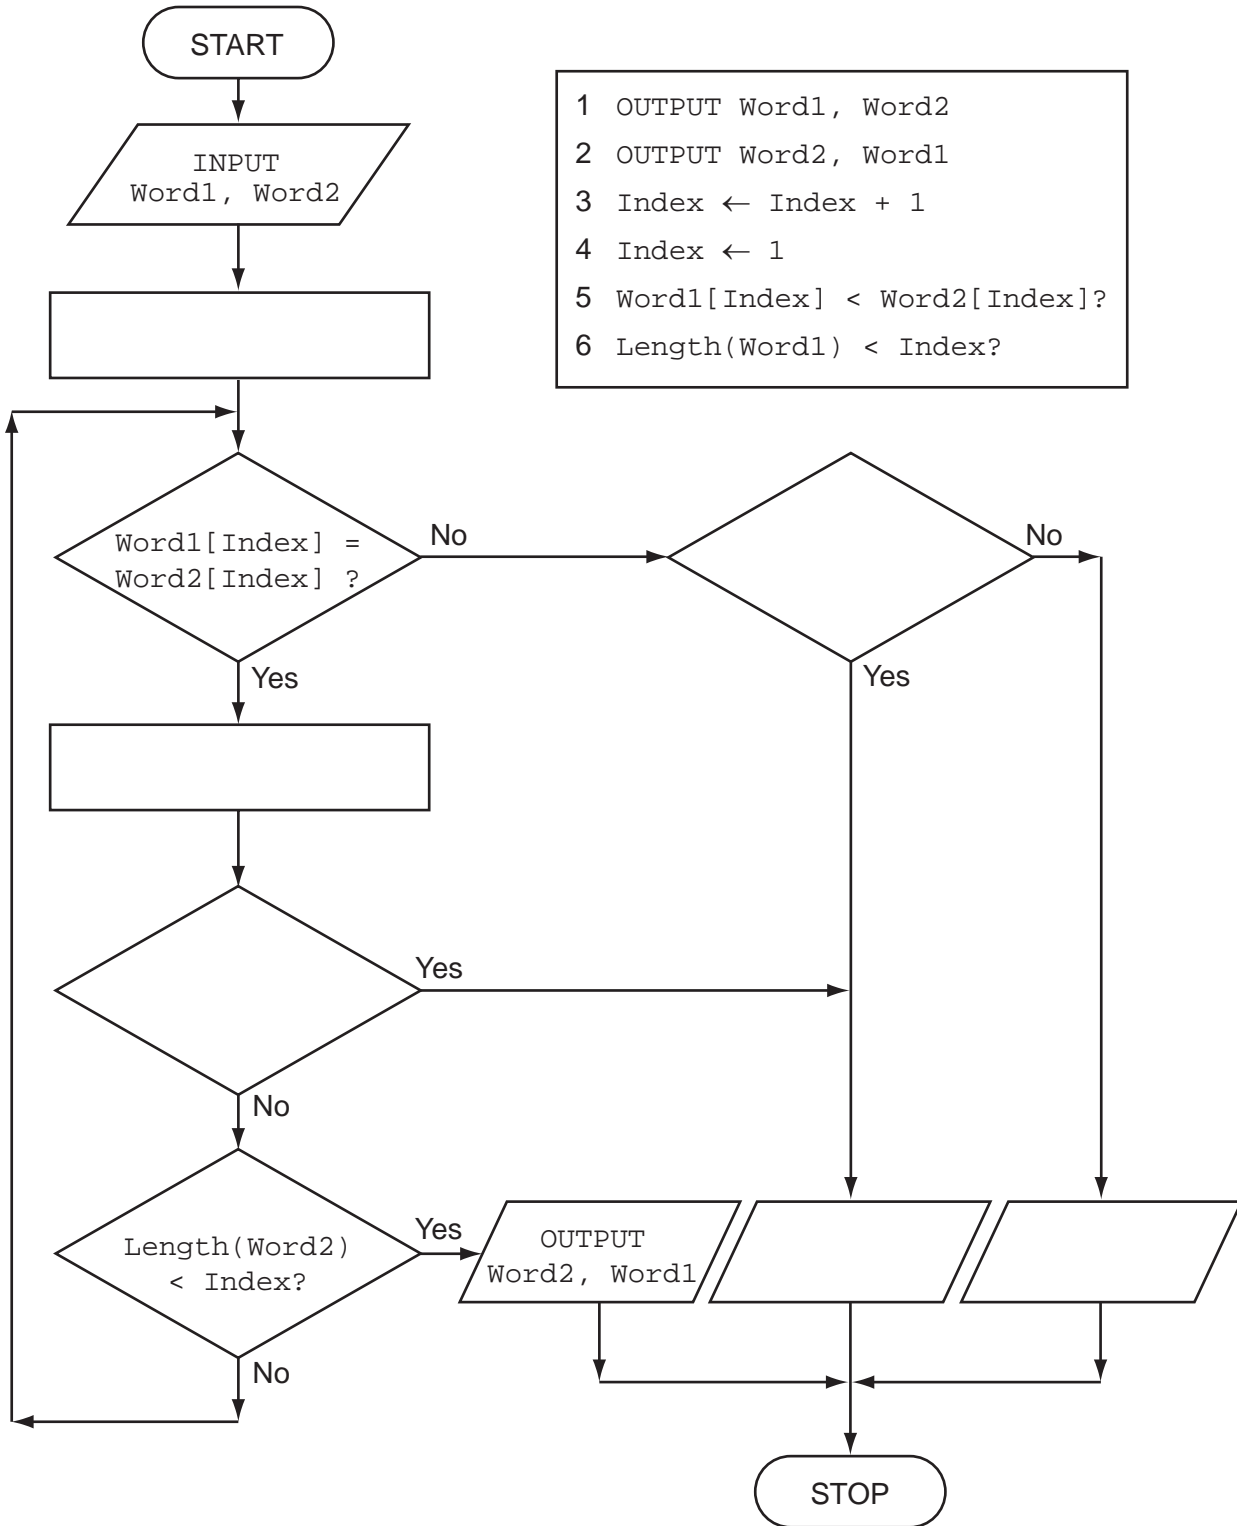 START
INPUT
Word1, Word2
1 OUTPUT Word1, Word2
2 OUTPUT Word2, Word1
3 Index ← Index + 1
4 Index ← 1
5 Word1[Index] < Word2[Index]?
6 Length(Word1) < Index?
Word1[Index] =
Word2[Index] ?
No
No
Yes
Yes
Yes
No
Length(Word2)
< Index?
Yes
OUTPUT
Word2, Word1
No
STOP